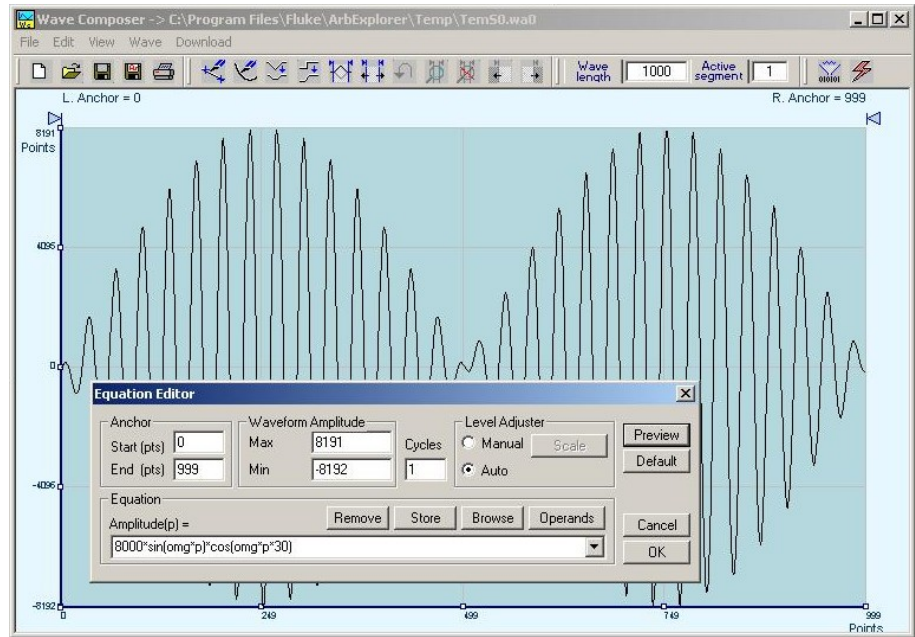 Wave Composer -> C:\Program Files\Fluke\ArbExplorer\Temp\TemS0.wa0
File Edit View Wave Download
Wave length 1000 Active segment 1
L. Anchor = 0 R. Anchor = 999
8191
Points
4095
0
-4096
-8192
0 249 499 749 999
Points
Equation Editor
Anchor
Start (pts) 0
End (pts) 999
Waveform Amplitude
Max 8191
Min -8192
Cycles
1
Level Adjuster
Manual Scale
Auto
Preview
Default
Equation
Amplitude(p) = Remove Store Browse Operands
8000*sin(omg*p)*cos(omg*p*30)
Cancel
OK